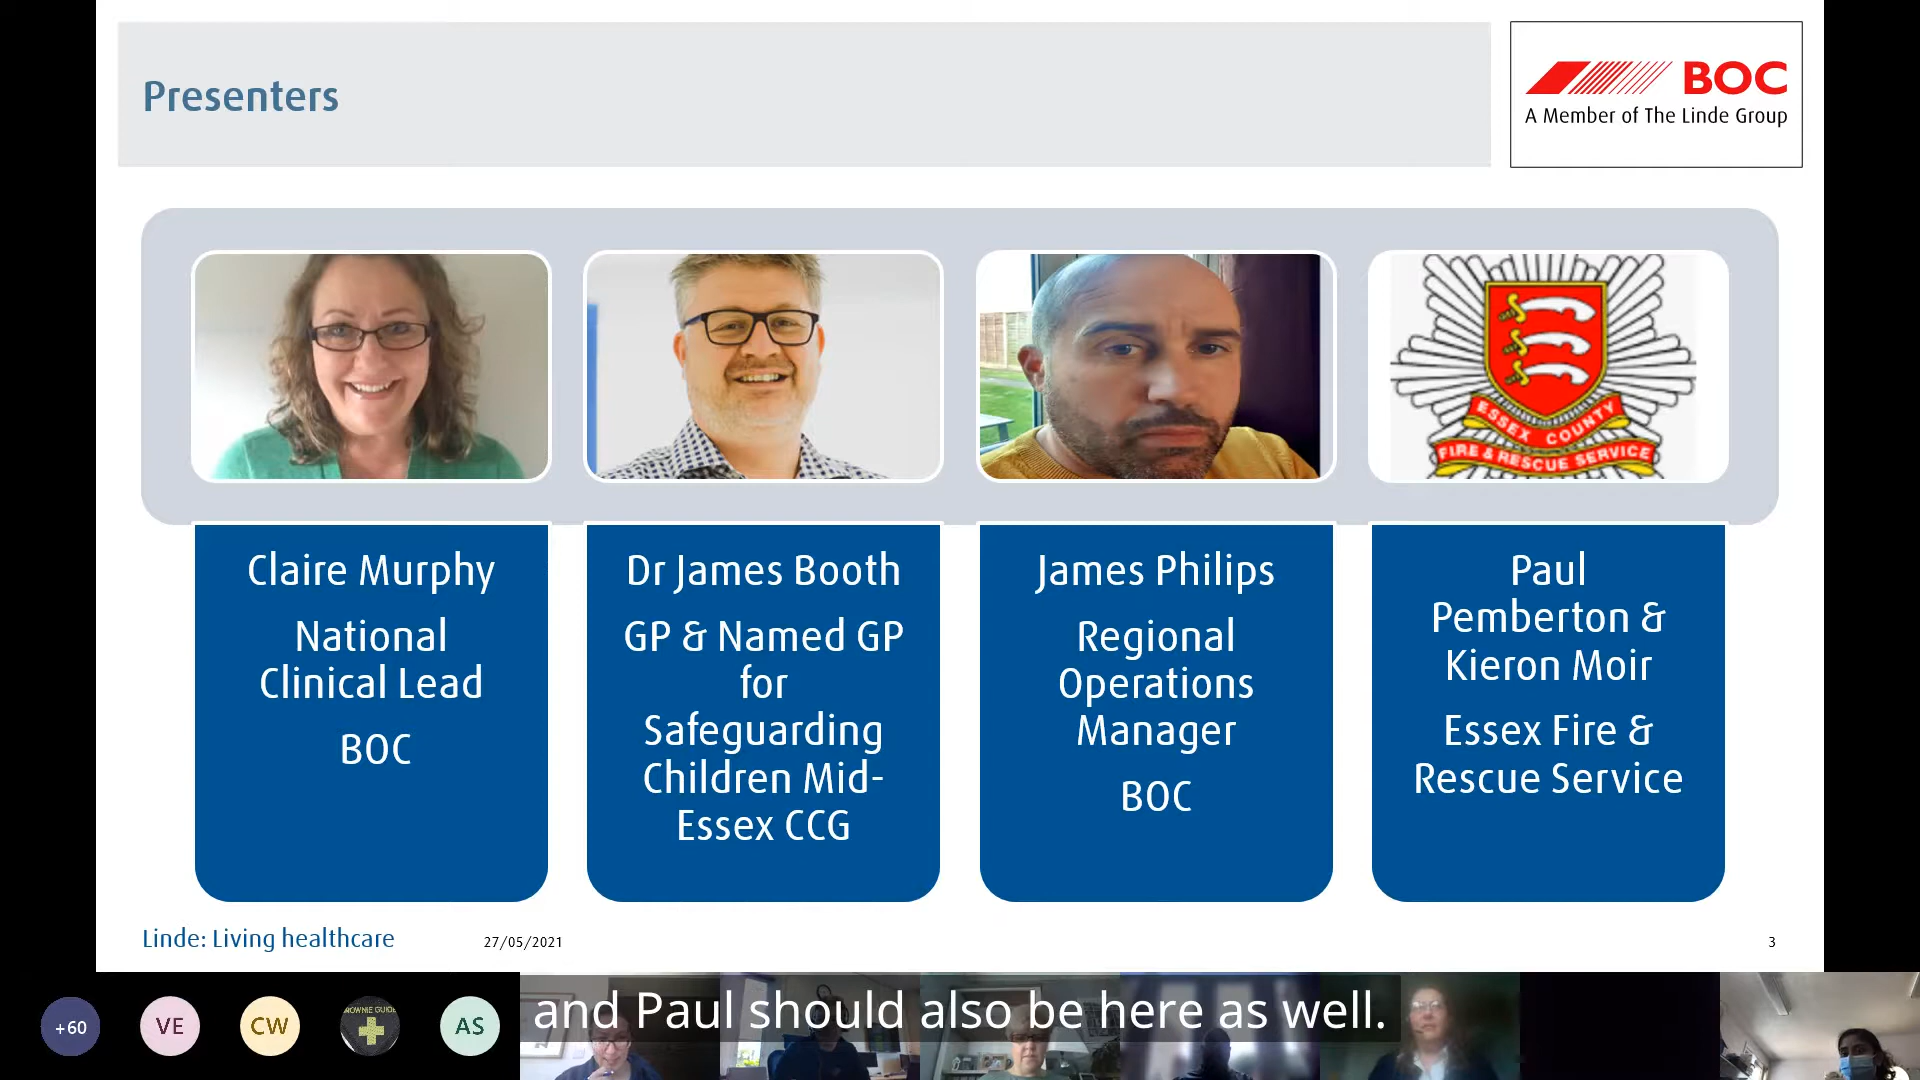 Presenters
BOC
A Member of The Linde Group
ESSEX COUNTY
FIRE & RESCUE SERVICE
Claire Murphy
National
Clinical Lead
BOC
Dr James Booth
GP & Named GP
for
Safeguarding
Children Mid-
Essex CCG
James Philips
Regional
Operations
Manager
BOC
Paul
Pemberton &
Kieron Moir
Essex Fire &
Rescue Service
Linde: Living healthcare
27/05/2021
3
+60
VE
CW
AS
and Paul should also be here as well.